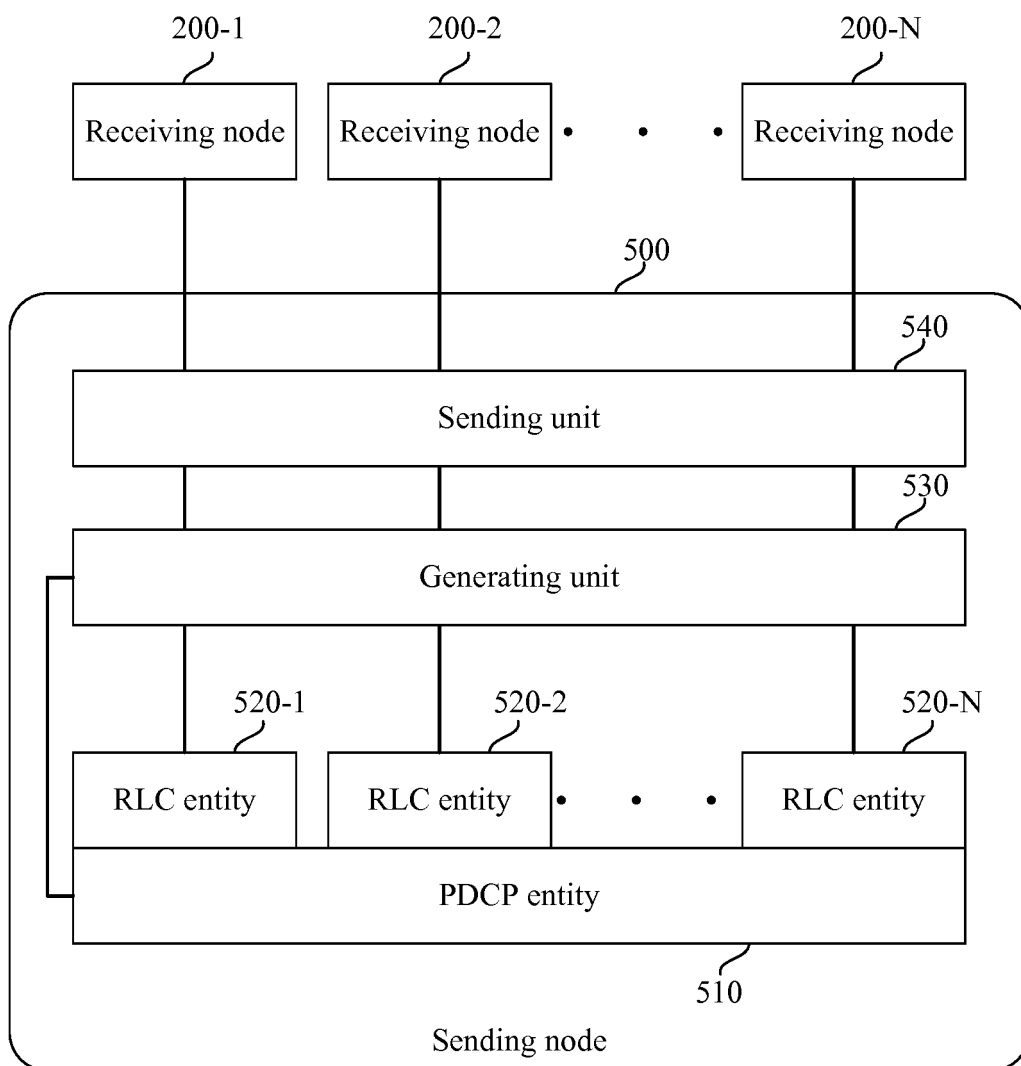 200-1
200-2
200-N
Receiving node
Receiving node
Receiving node
500
540
Sending unit
530
Generating unit
520-1
520-2
520-N
RLC entity
RLC entity
RLC entity
PDCP entity
510
Sending node